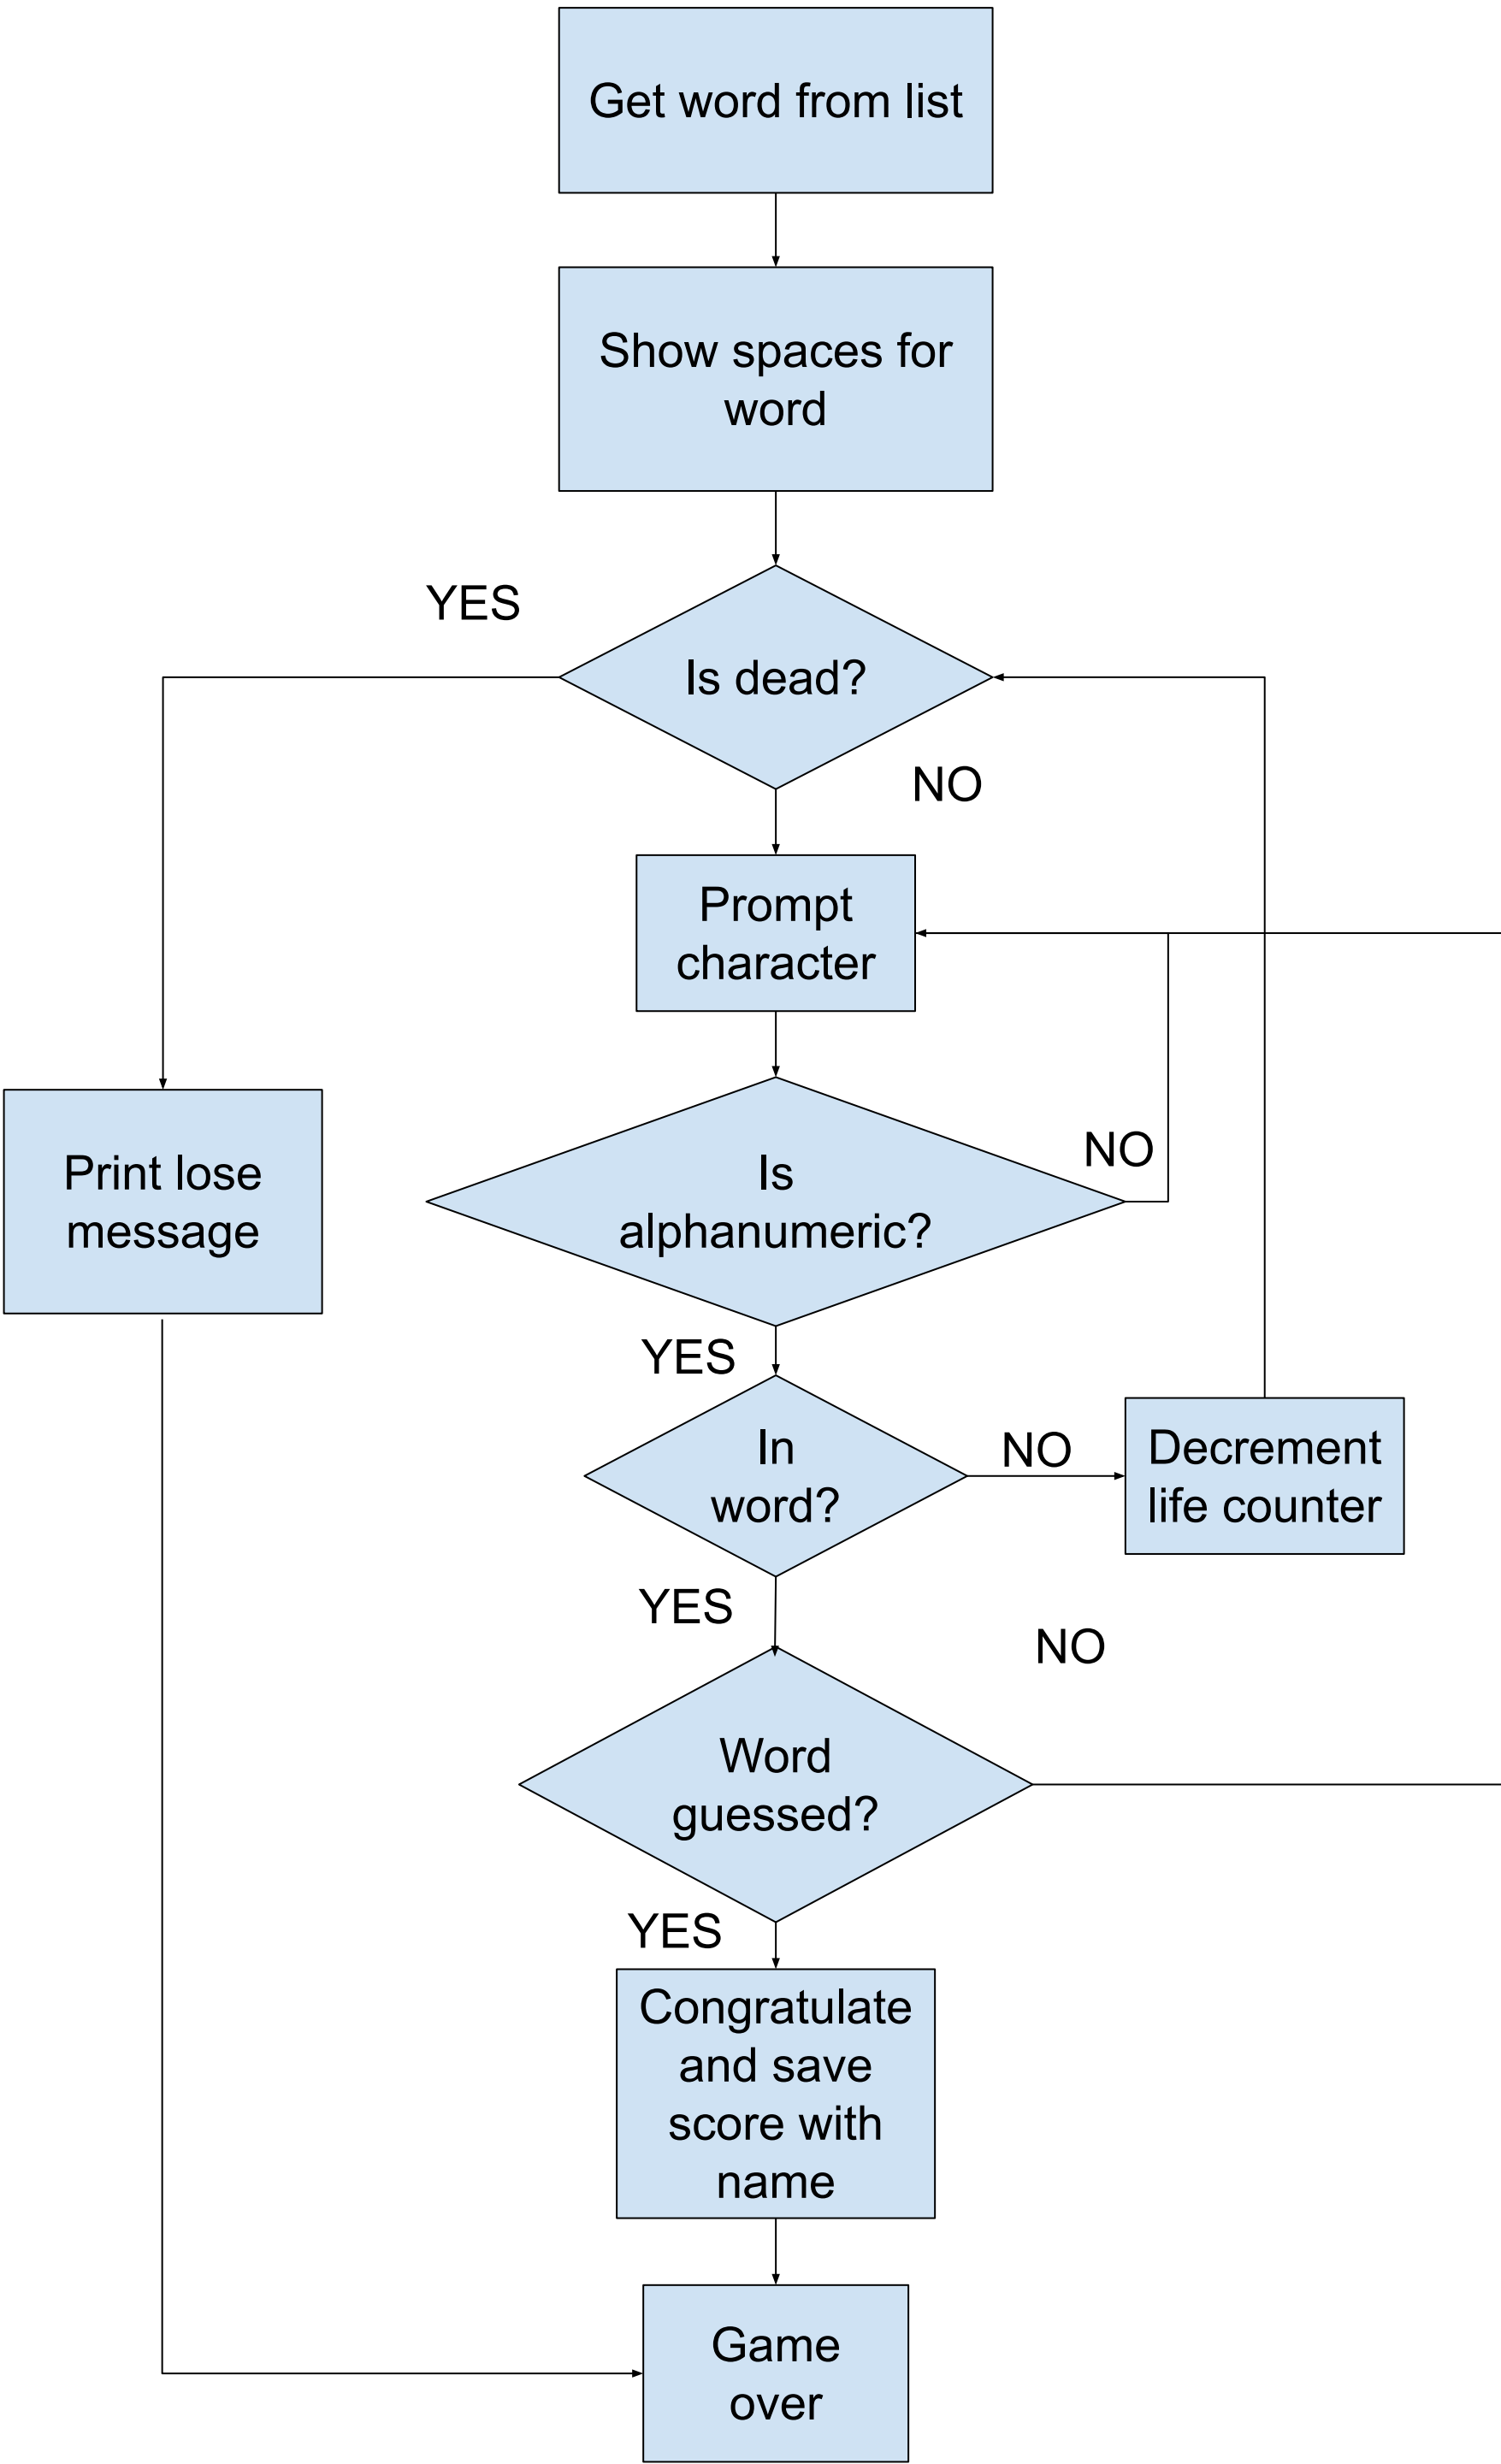 Get word from list
Show spaces for
word
YES
Is dead?
NO
Prompt
character
NO
Print lose
message
Is
alphanumeric?
YES
In
word?
NO
Decrement
life counter
YES
NO
Word
guessed?
YES
Congratulate
and save
score with
name
Game
over